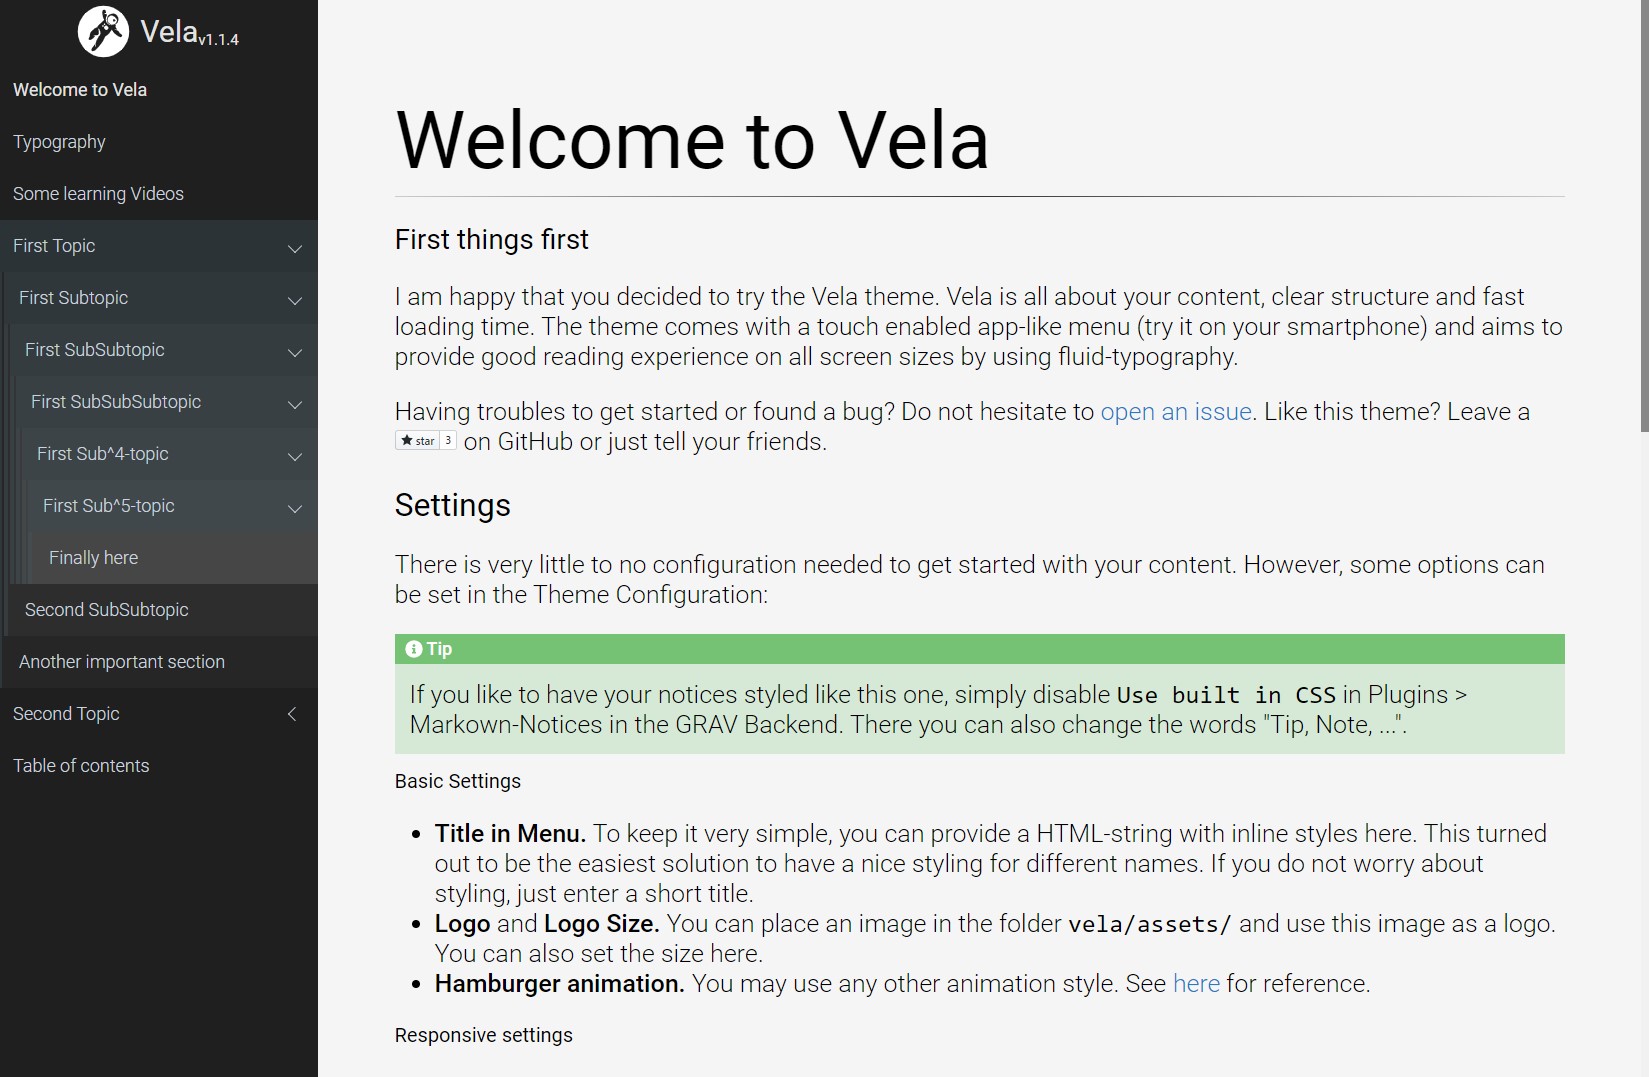 Vela v1.1.4
Welcome to Vela
Typography
Some learning Videos
First Topic
First Subtopic
First SubSubtopic
First SubSubSubtopic
First Sub^4-topic
First Sub^5-topic
Finally here
Second SubSubtopic
Another important section
Second Topic
Table of contents
Welcome to Vela
First things first
I am happy that you decided to try the Vela theme. Vela is all about your content, clear structure and fast
loading time. The theme comes with a touch enabled app-like menu (try it on your smartphone) and aims to
provide good reading experience on all screen sizes by using fluid-typography.
Having troubles to get started or found a bug? Do not hesitate to open an issue. Like this theme? Leave a
star 3 on GitHub or just tell your friends.
Settings
There is very little to no configuration needed to get started with your content. However, some options can
be set in the Theme Configuration:
Tip
If you like to have your notices styled like this one, simply disable Use built in CSS in Plugins >
Markown-Notices in the GRAV Backend. There you can also change the words "Tip, Note, ...".
Basic Settings
• Title in Menu. To keep it very simple, you can provide a HTML-string with inline styles here. This turned
out to be the easiest solution to have a nice styling for different names. If you do not worry about
styling, just enter a short title.
• Logo and Logo Size. You can place an image in the folder vela/assets/ and use this image as a logo.
You can also set the size here.
• Hamburger animation. You may use any other animation style. See here for reference.
Responsive settings